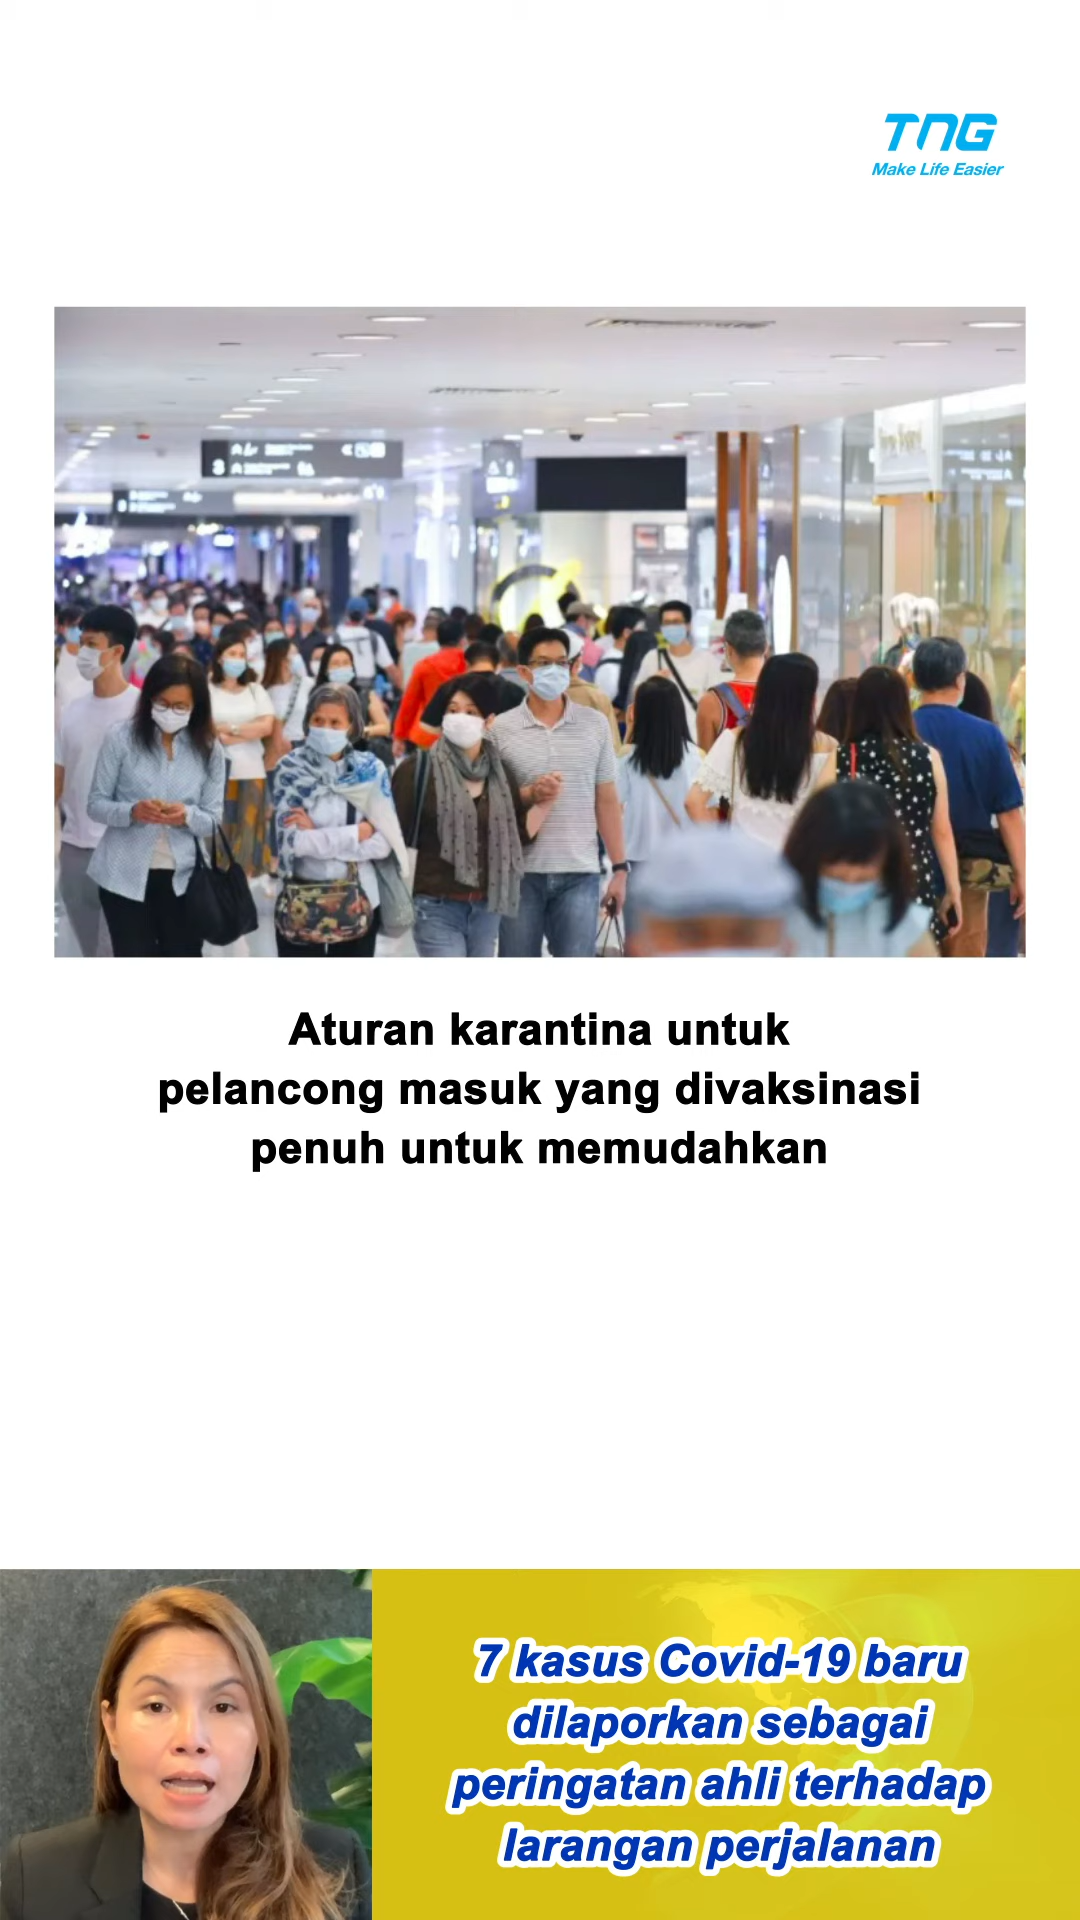 TNG
Make Life Easier
3
Aturan karantina untuk
pelancong masuk yang divaksinasi
penuh untuk memudahkan
7 kasus Covid-19 baru
dilaporkan sebagai
peringatan ahli terhadap
larangan perjalanan